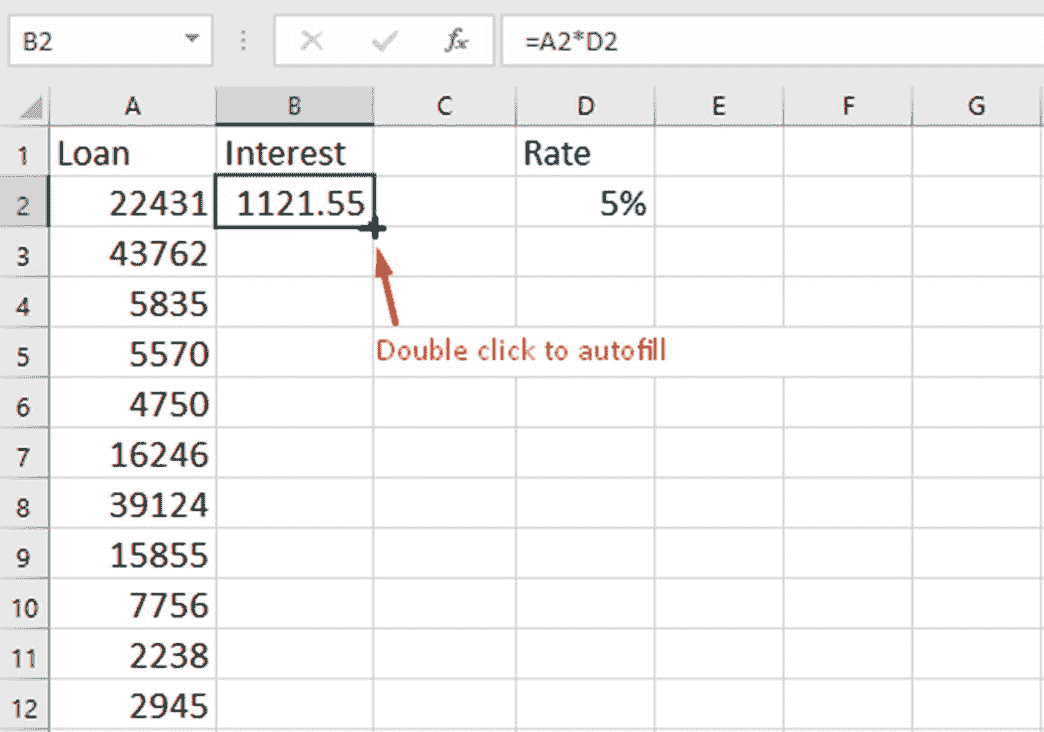 B2 fx =A2*D2
A B C D E F G
1 Loan Interest Rate
2 22431 1121.55 5%
3 43762
4 5835
Double click to autofill
5 5570
6 4750
7 16246
8 39124
9 15855
10 7756
11 2238
12 2945